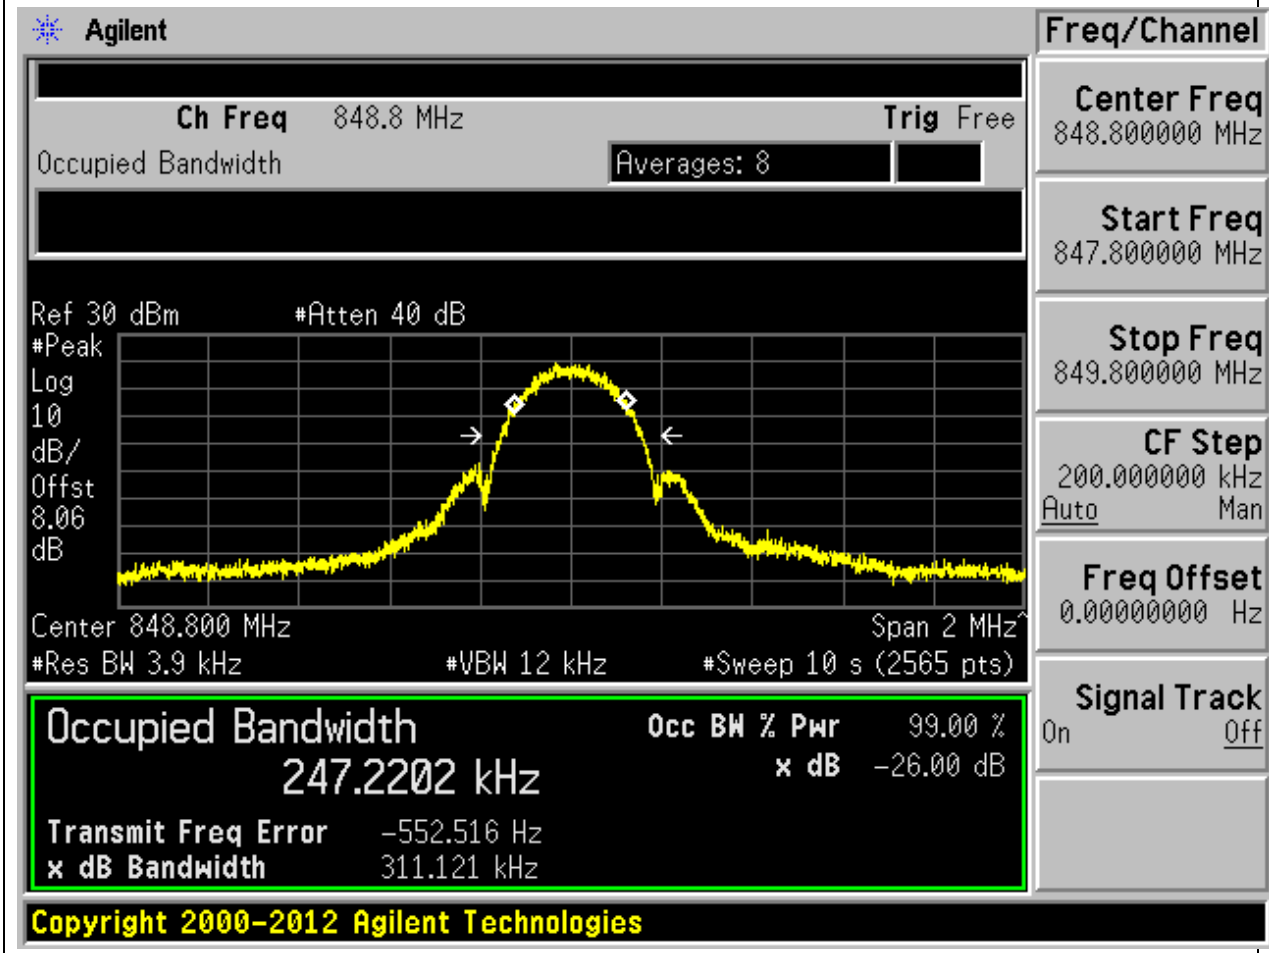 Agilent
Ch Freq 848.8 MHz Trig Free
Occupied Bandwidth Averages: 8
Ref 30 dBm #Atten 40 dB
#Peak
Log
10
dB/
Offst
8.06
dB
Center 848.800 MHz Span 2 MHz^
#Res BW 3.9 kHz #VBW 12 kHz #Sweep 10 s (2565 pts)
Occupied Bandwidth
247.2202 kHz
Occ BW % Pwr 99.00 %
x dB -26.00 dB
Transmit Freq Error -552.516 Hz
x dB Bandwidth 311.121 kHz
Copyright 2000-2012 Agilent Technologies
Freq/Channel
Center Freq
848.800000 MHz
Start Freq
847.800000 MHz
Stop Freq
849.800000 MHz
CF Step
200.000000 kHz
Auto Man
Freq Offset
0.00000000 Hz
Signal Track
On Off